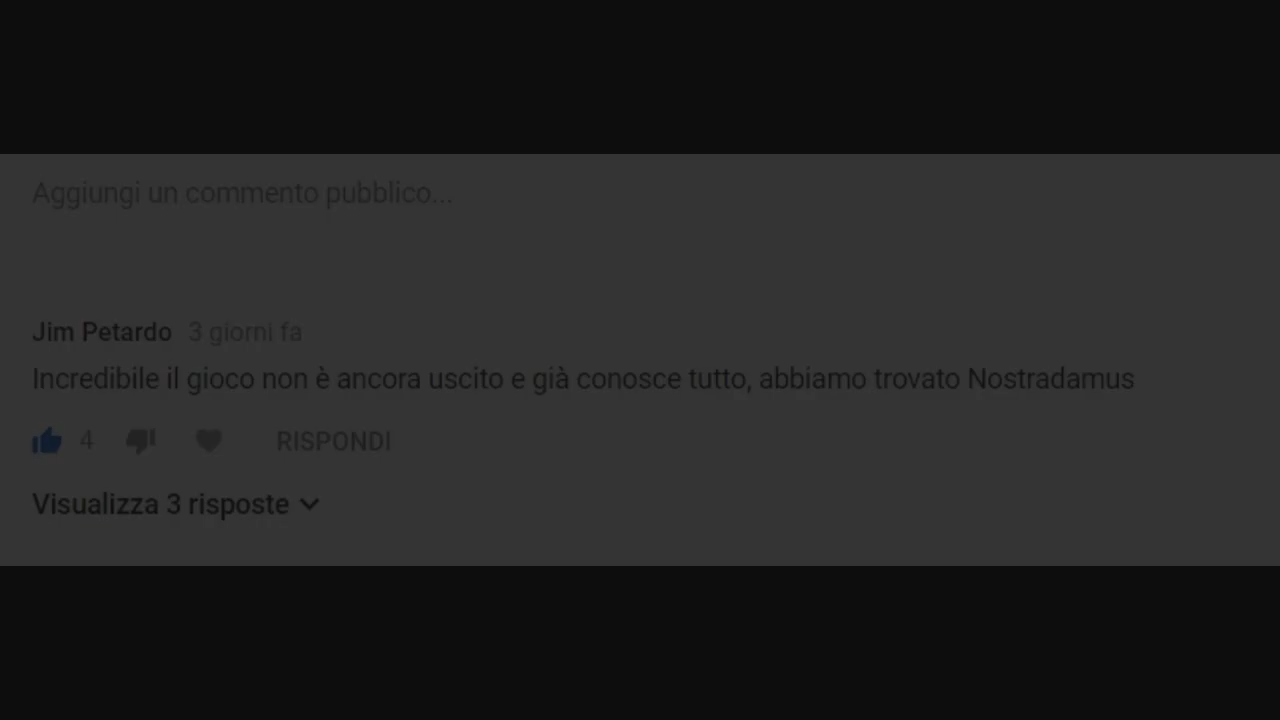 Aggiungi un commento pubblico...
Jim Petardo 3 giorni fa
Incredibile il gioco non è ancora uscito e già conosce tutto, abbiamo trovato Nostradamus
4 RISPONDI
Visualizza 3 risposte